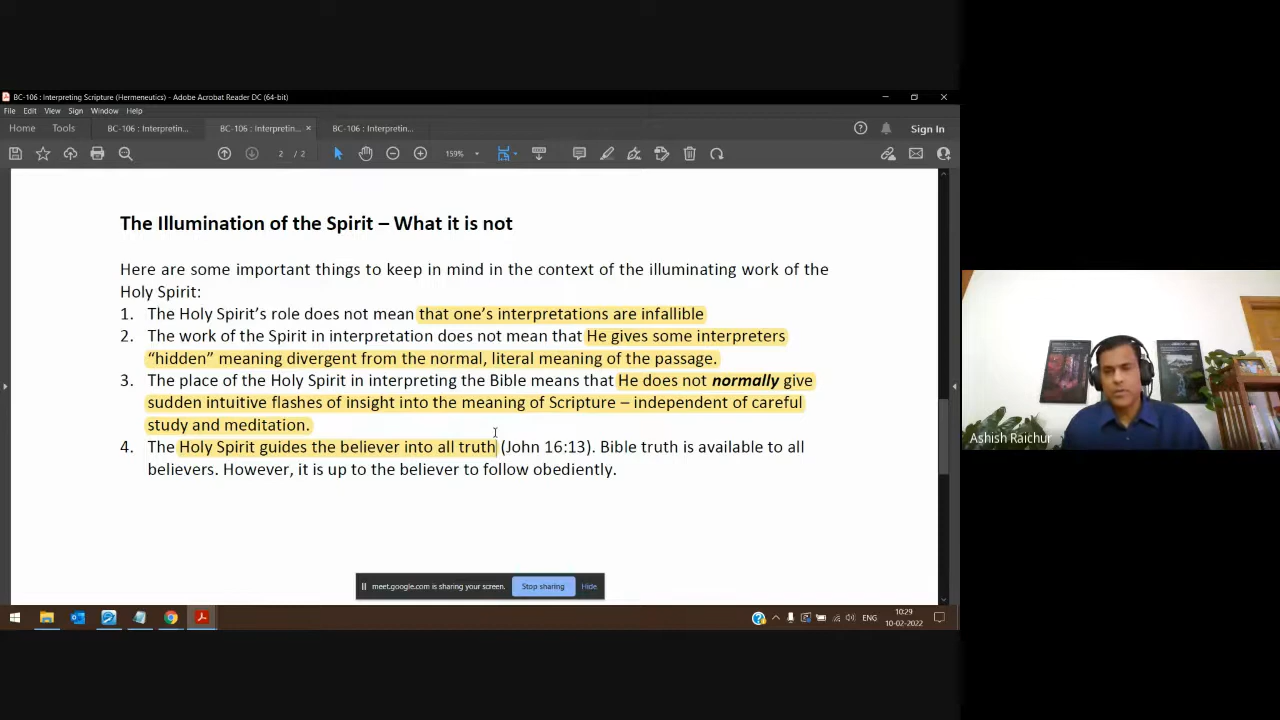 BC-106 : Interpreting Scripture (Hermeneutics) - Adobe Acrobat Reader DC (64-bit)
File Edit View Sign Window Help
Home Tools BC-106 : Interpretin... BC-106 : Interpretin... × BC-106 : Interpretin... Sign In
2 / 2 159%
The Illumination of the Spirit – What it is not
Here are some important things to keep in mind in the context of the illuminating work of the
Holy Spirit:
1. The Holy Spirit’s role does not mean that one’s interpretations are infallible
2. The work of the Spirit in interpretation does not mean that He gives some interpreters
“hidden” meaning divergent from the normal, literal meaning of the passage.
3. The place of the Holy Spirit in interpreting the Bible means that He does not normally give
sudden intuitive flashes of insight into the meaning of Scripture – independent of careful
study and meditation.
4. The Holy Spirit guides the believer into all truth (John 16:13). Bible truth is available to all
believers. However, it is up to the believer to follow obediently.
Ashish Raichur
meet.google.com is sharing your screen. Stop sharing Hide
ENG
10:29
10-02-2022